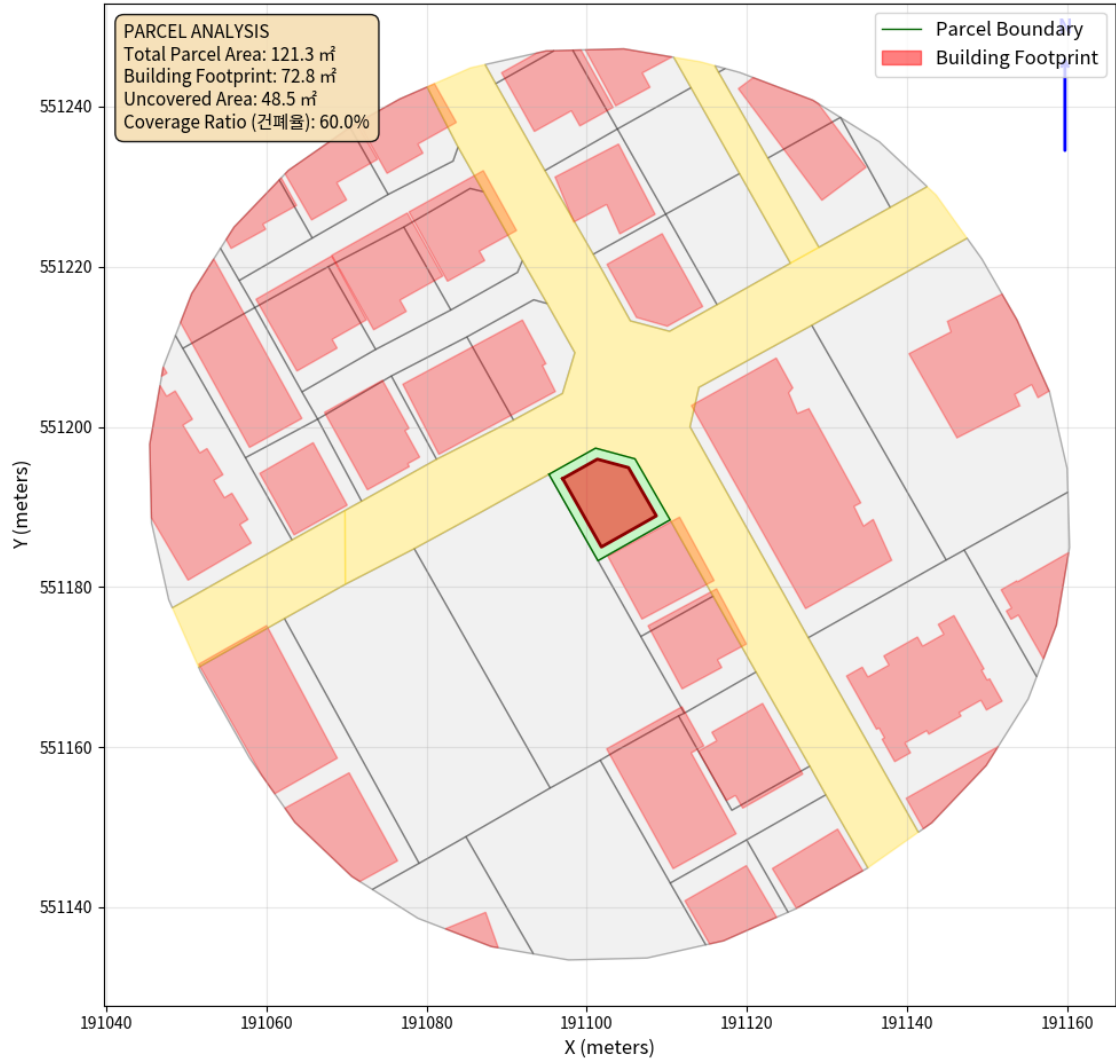 PARCEL ANALYSIS
Total Parcel Area: 121.3 ㎡
Building Footprint: 72.8 ㎡
Uncovered Area: 48.5 ㎡
Coverage Ratio (건폐율): 60.0%
N
Parcel Boundary
Building Footprint
Y (meters)
551240
551220
551200
551180
551160
551140
191040 191060 191080 191100 191120 191140 191160
X (meters)